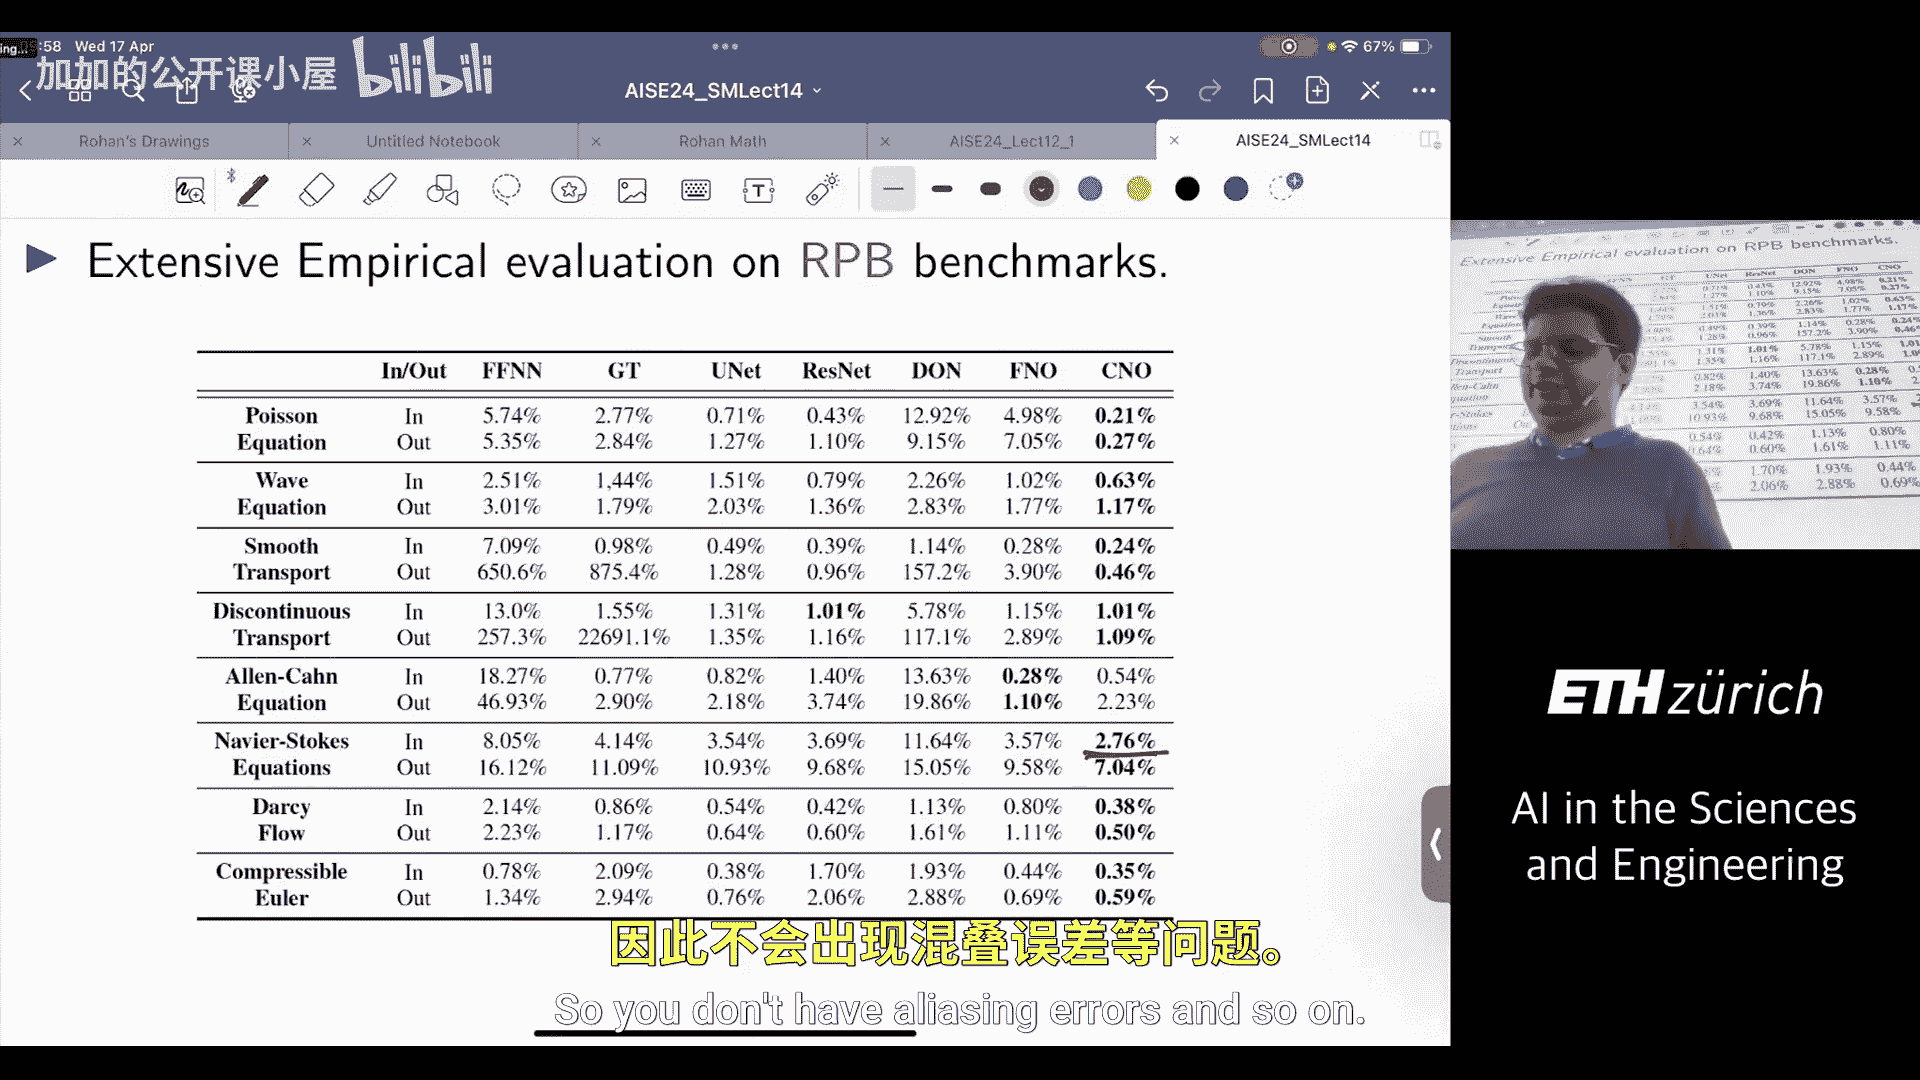 ing... :58 Wed 17 Apr
67%
加加的公开课小屋 bilibili
AISE24_SMLect14
Rohan's Drawings
Untitled Notebook
Rohan Math
AISE24_Lect12_1
AISE24_SMLect14
Extensive Empirical evaluation on RPB benchmarks.
In/Out FFNN GT UNet ResNet DON FNO CNO
Poisson In 5.74% 2.77% 0.71% 0.43% 12.92% 4.98% 0.21%
Equation Out 5.35% 2.84% 1.27% 1.10% 9.15% 7.05% 0.27%
Wave In 2.51% 1,44% 1.51% 0.79% 2.26% 1.02% 0.63%
Equation Out 3.01% 1.79% 2.03% 1.36% 2.83% 1.77% 1.17%
Smooth In 7.09% 0.98% 0.49% 0.39% 1.14% 0.28% 0.24%
Transport Out 650.6% 875.4% 1.28% 0.96% 157.2% 3.90% 0.46%
Discontinuous In 13.0% 1.55% 1.31% 1.01% 5.78% 1.15% 1.01%
Transport Out 257.3% 22691.1% 1.35% 1.16% 117.1% 2.89% 1.09%
Allen-Cahn In 18.27% 0.77% 0.82% 1.40% 13.63% 0.28% 0.54%
Equation Out 46.93% 2.90% 2.18% 3.74% 19.86% 1.10% 2.23%
Navier-Stokes In 8.05% 4.14% 3.54% 3.69% 11.64% 3.57% 2.76%
Equations Out 16.12% 11.09% 10.93% 9.68% 15.05% 9.58% 7.04%
Darcy In 2.14% 0.86% 0.54% 0.42% 1.13% 0.80% 0.38%
Flow Out 2.23% 1.17% 0.64% 0.60% 1.61% 1.11% 0.50%
Compressible In 0.78% 2.09% 0.38% 1.70% 1.93% 0.44% 0.35%
Euler Out 1.34% 2.94% 0.76% 2.06% 2.88% 0.69% 0.59%
因此不会出现混叠误差等问题。
So you don't have aliasing errors and so on.
Extensive Empirical evaluation on RPB benchmarks.
ETH zürich
AI in the Sciences
and Engineering